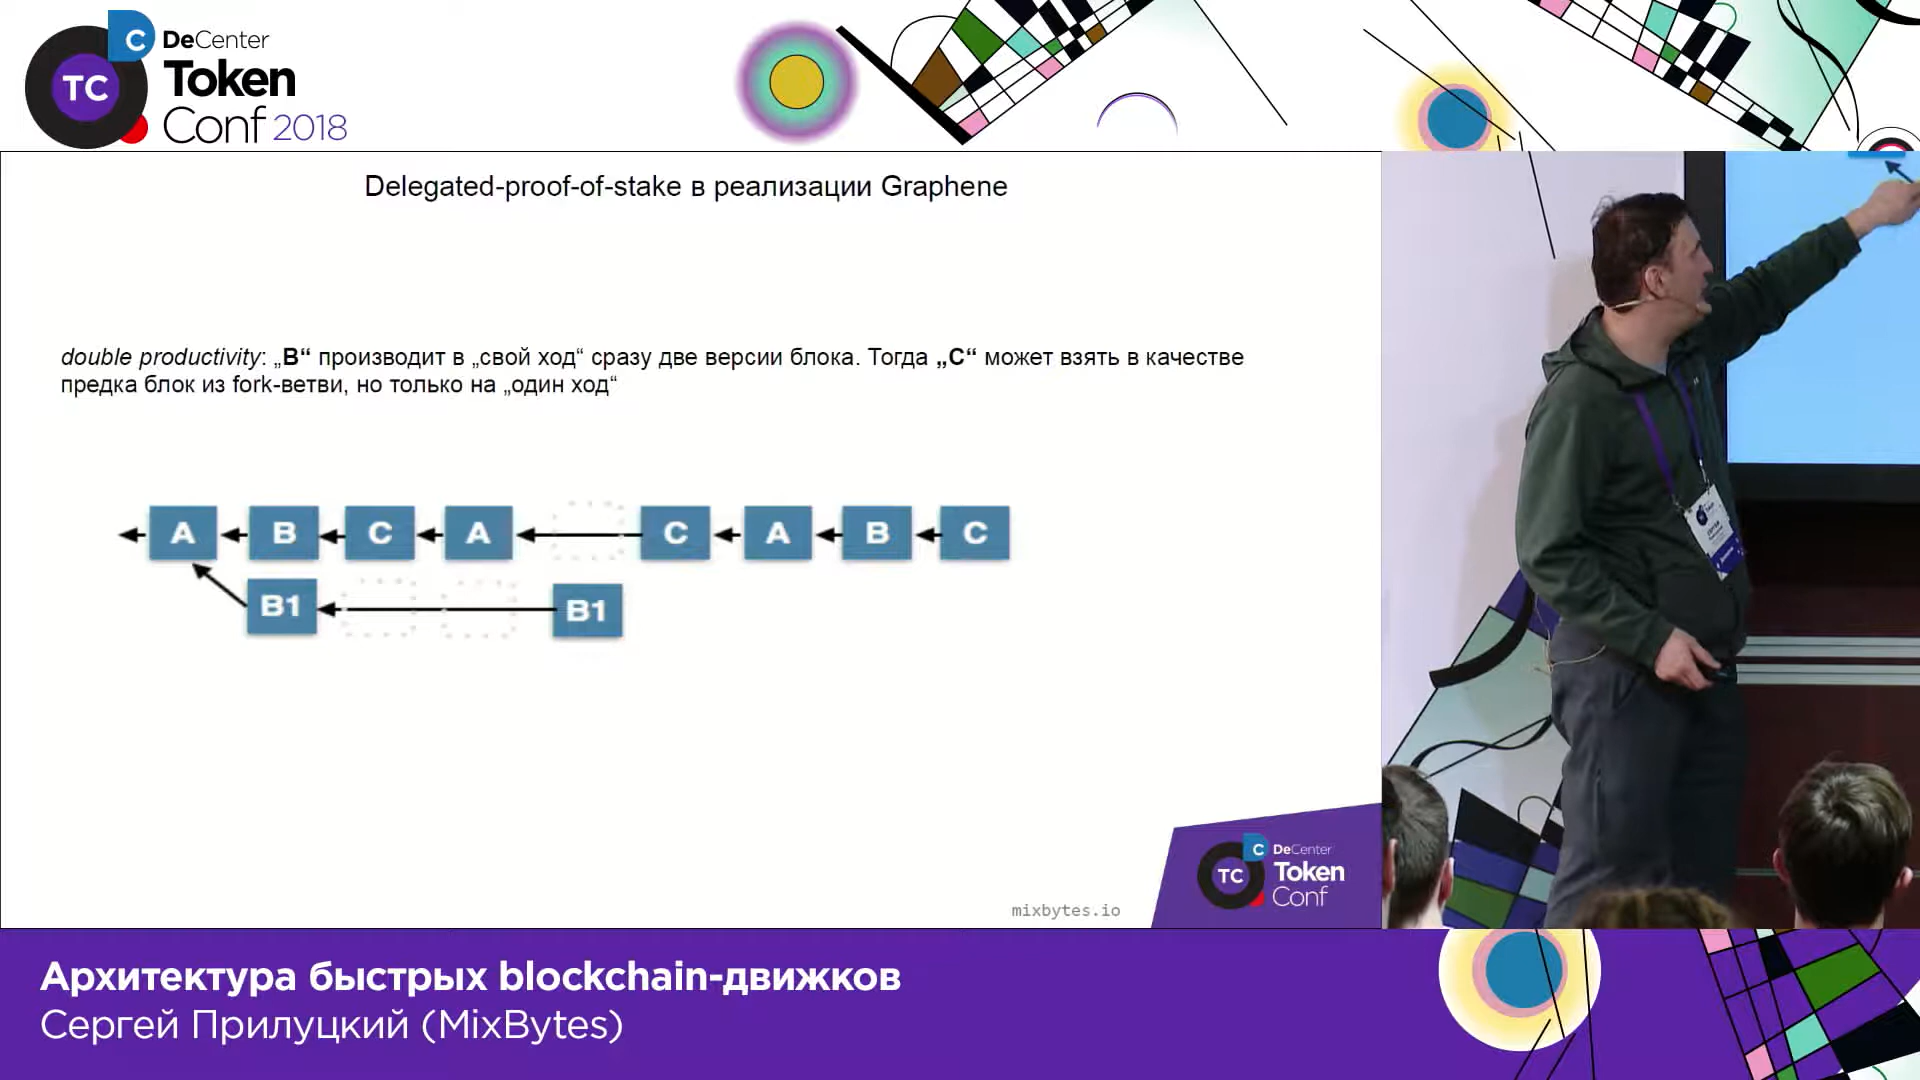 C DeCenter
TC Token
Conf 2018
Delegated-proof-of-stake в реализации Graphene
double productivity: „B“ производит в „свой ход“ сразу две версии блока. Тогда „C“ может взять в качестве
предка блок из fork-ветви, но только на „один ход“
A B C A C A B C
B1 B1
C DeCenter
TC Token
Conf
mixbytes.io
Архитектура быстрых blockchain-движков
Сергей Прилуцкий (MixBytes)